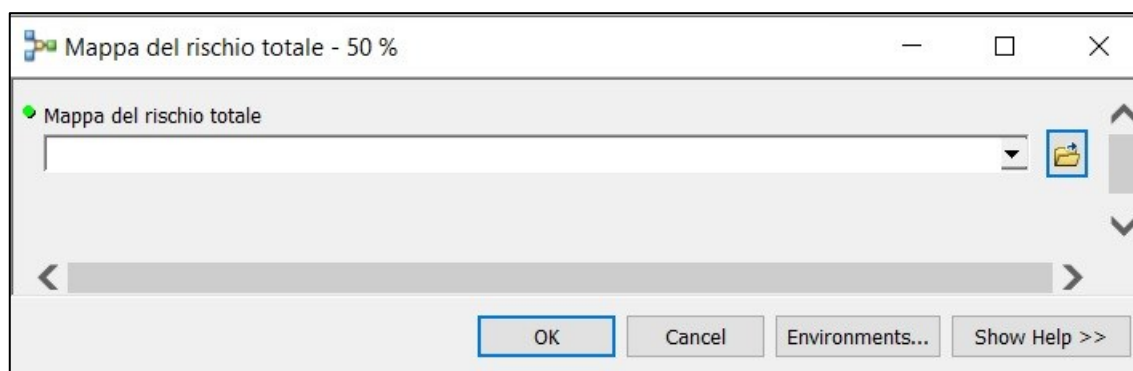 Mappa del rischio totale - 50 %
Mappa del rischio totale
OK Cancel Environments... Show Help >>